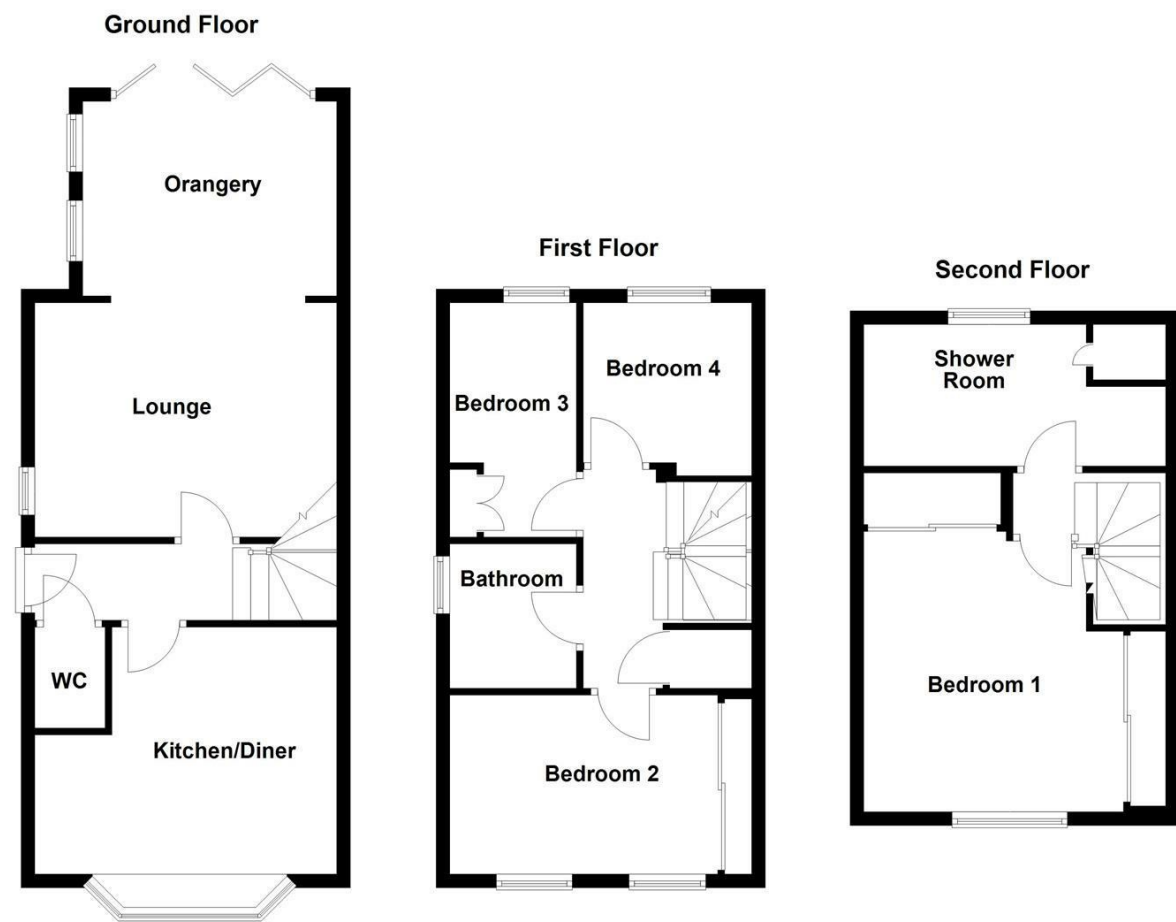 Ground Floor
Orangery
Lounge
WC
Kitchen/Diner
First Floor
Bedroom 3
Bedroom 4
Bathroom
Bedroom 2
Second Floor
Shower
Room
Bedroom 1